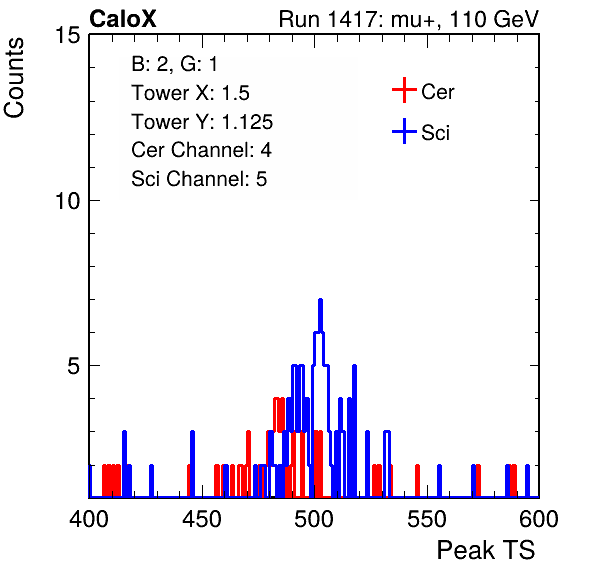 CaloX Run 1417: mu+, 110 GeV
Counts
15
10
5
B: 2, G: 1
Tower X: 1.5
Tower Y: 1.125
Cer Channel: 4
Sci Channel: 5
Cer
Sci
400 450 500 550 600
Peak TS